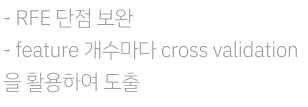 - RFE 단점 보완
- feature 개수마다 cross validation
을 활용하여 도출